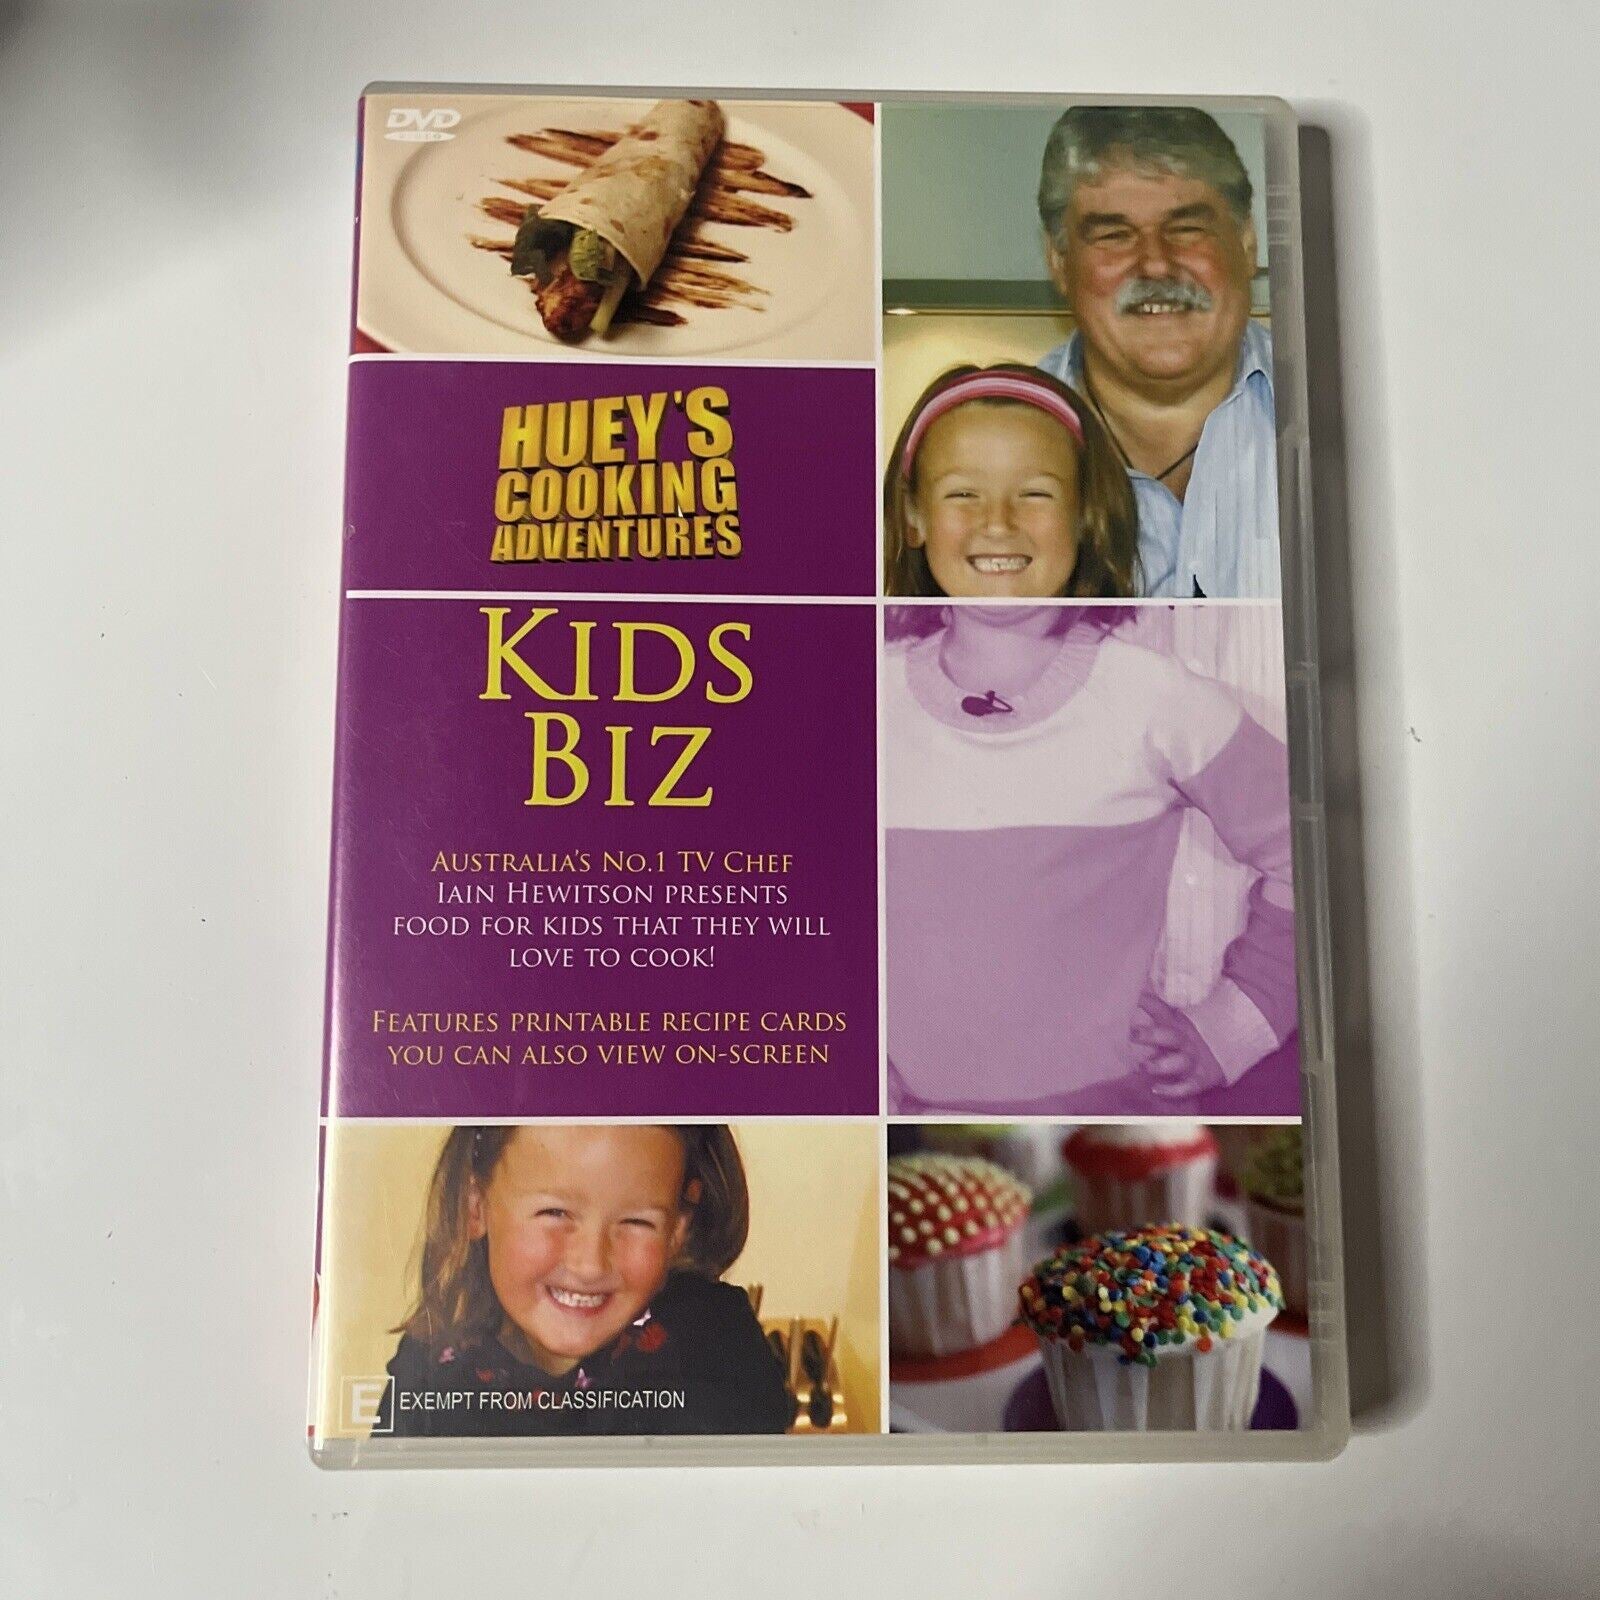 DVD
VIDEO
HUEY'S
COOKING
ADVENTURES
KIDS
BIZ
AUSTRALIA'S NO.1 TV CHEF
IAIN HEWITSON PRESENTS
FOOD FOR KIDS THAT THEY WILL
LOVE TO COOK!
FEATURES PRINTABLE RECIPE CARDS
YOU CAN ALSO VIEW ON-SCREEN
E EXEMPT FROM CLASSIFICATION